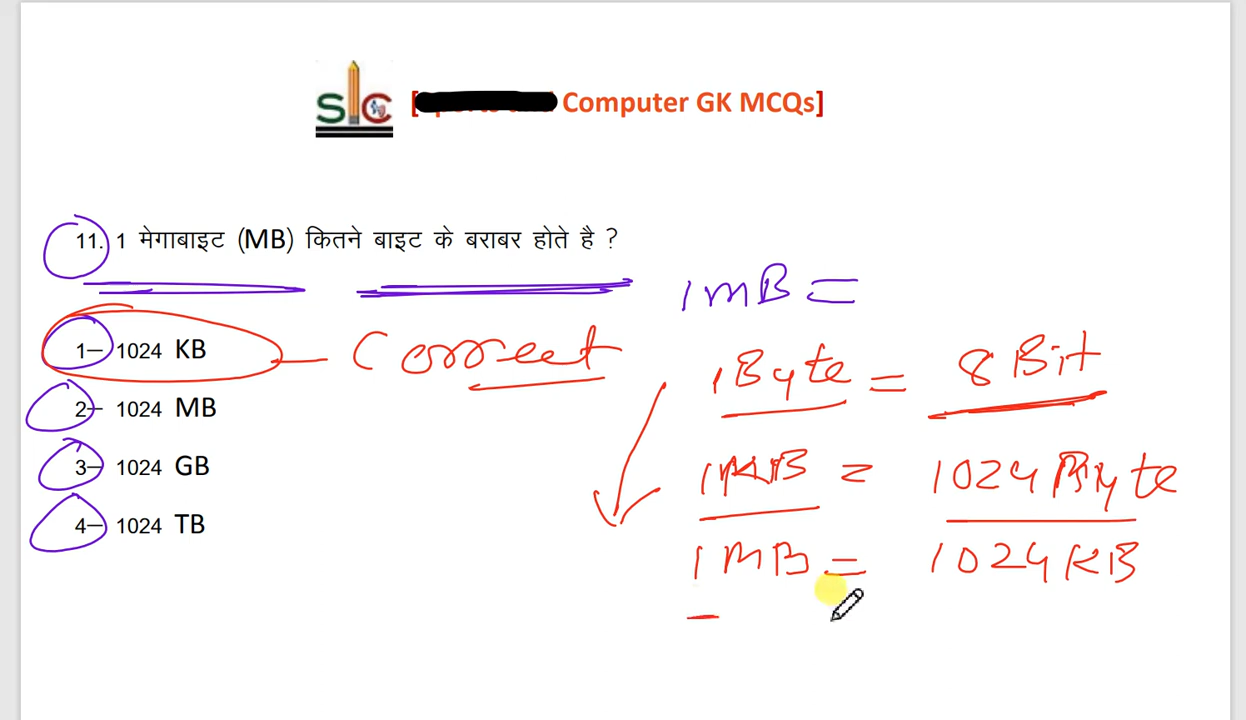 SLC [ Computer GK MCQs]
11. 1 मेगाबाइट (MB) कितने बाइट के बराबर होते है ?
1MB =
1– 1024 KB – Correct
1Byte = 8 Bit
2– 1024 MB
3– 1024 GB
1KB = 1024 Byte
4– 1024 TB
1MB = 1024 KB